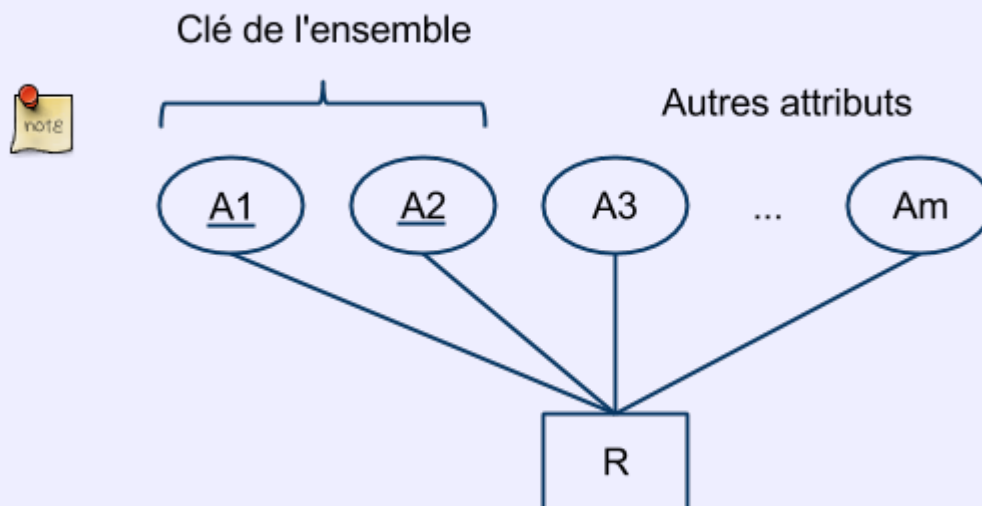 Clé de l'ensemble
Autres attributs
note
A1 A2 A3 ... Am
R